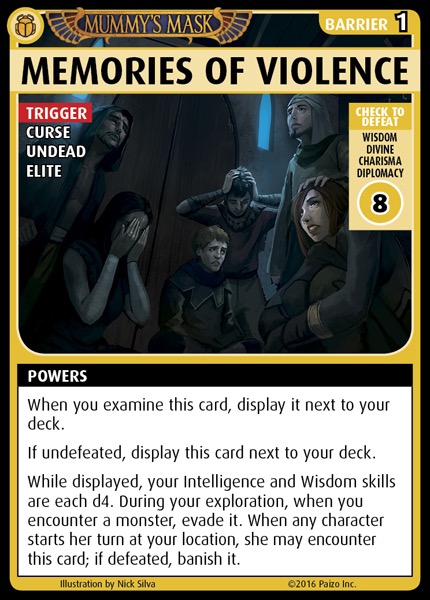 MUMMY'S MASK
BARRIER 1
MEMORIES OF VIOLENCE
TRIGGER
CURSE
UNDEAD
ELITE
CHECK TO
DEFEAT
WISDOM
DIVINE
CHARISMA
DIPLOMACY
8
POWERS
When you examine this card, display it next to your
deck.
If undefeated, display this card next to your deck.
While displayed, your Intelligence and Wisdom skills
are each d4. During your exploration, when you
encounter a monster, evade it. When any character
starts her turn at your location, she may encounter
this card; if defeated, banish it.
Illustration by Nick Silva
©2016 Paizo Inc.